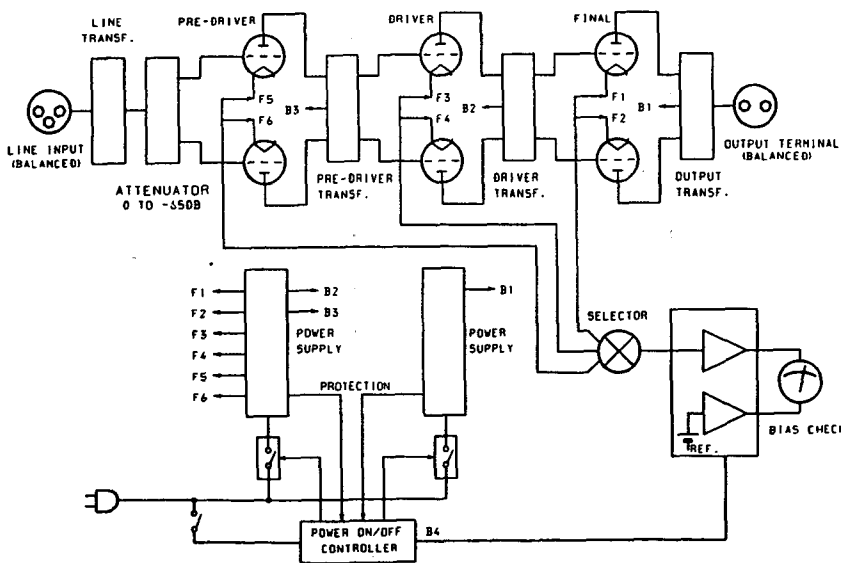 LINE
TRANSF.
PRE-DRIVER
DRIVER
FINAL
F5
F6
B3
F3
F4
B2
F1
F2
B1
LINE INPUT
(BALANCED)
ATTENUATOR
0 TO -65DB
PRE-DRIVER
TRANSF.
DRIVER
TRANSF.
OUTPUT
TRANSF.
OUTPUT TERMINAL
(BALANCED)
F1
F2
F3
F4
F5
F6
B2
B3
POWER
SUPPLY
B1
POWER
SUPPLY
PROTECTION
SELECTOR
REF.
BIAS CHECK
POWER ON/OFF
CONTROLLER
B4